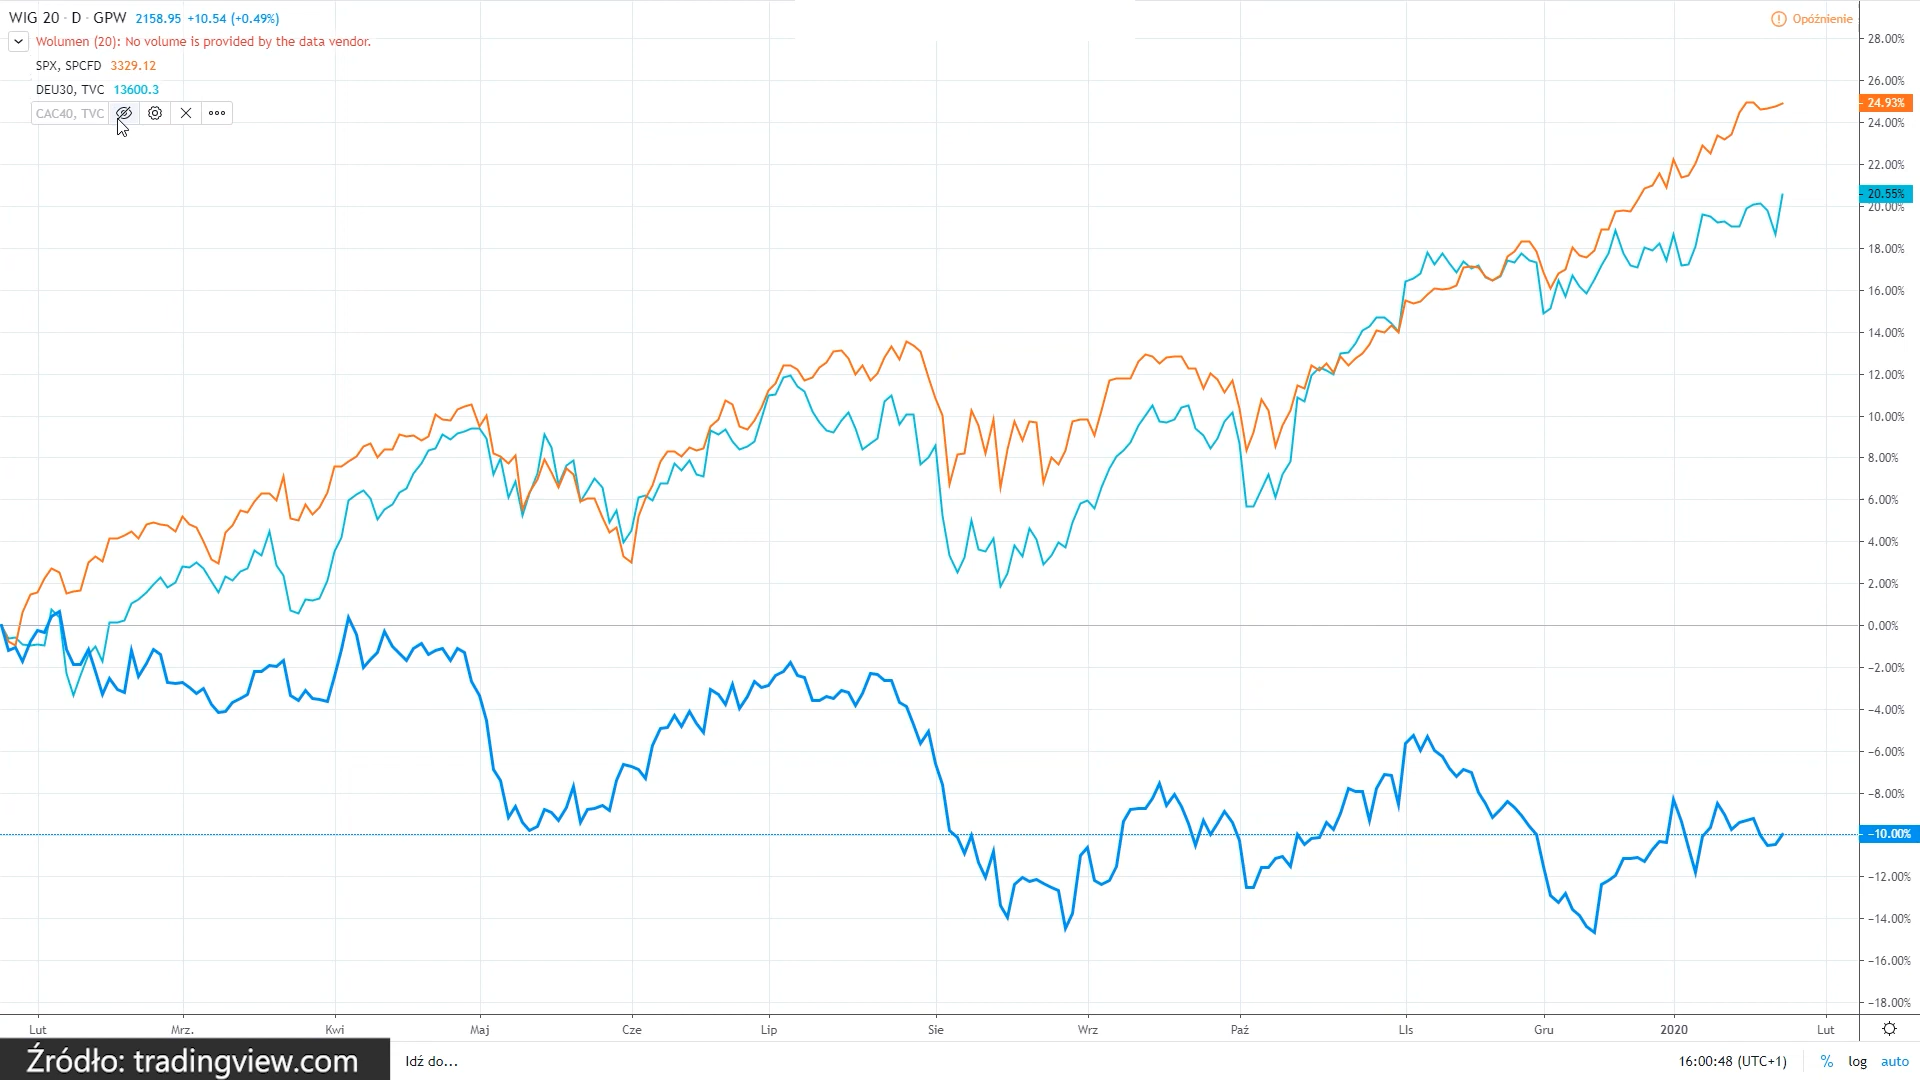 WIG 20 · D · GPW 2158.95 +10.54 (+0.49%)
Opóźnienie
Wolumen (20): No volume is provided by the data vendor.
SPX, SPCFD 3329.12
DEU30, TVC 13600.3
CAC40, TVC
28.00%
26.00%
24.93%
24.00%
22.00%
20.55%
20.00%
18.00%
16.00%
14.00%
12.00%
10.00%
8.00%
6.00%
4.00%
2.00%
0.00%
−2.00%
−4.00%
−6.00%
−8.00%
−10.00%
−12.00%
−14.00%
−16.00%
−18.00%
Lut Mrz. Kwi Maj Cze Lip Sie Wrz Paź LIs Gru 2020 Lut
Źródło: tradingview.com
Idź do...
16:00:48 (UTC+1) % log auto